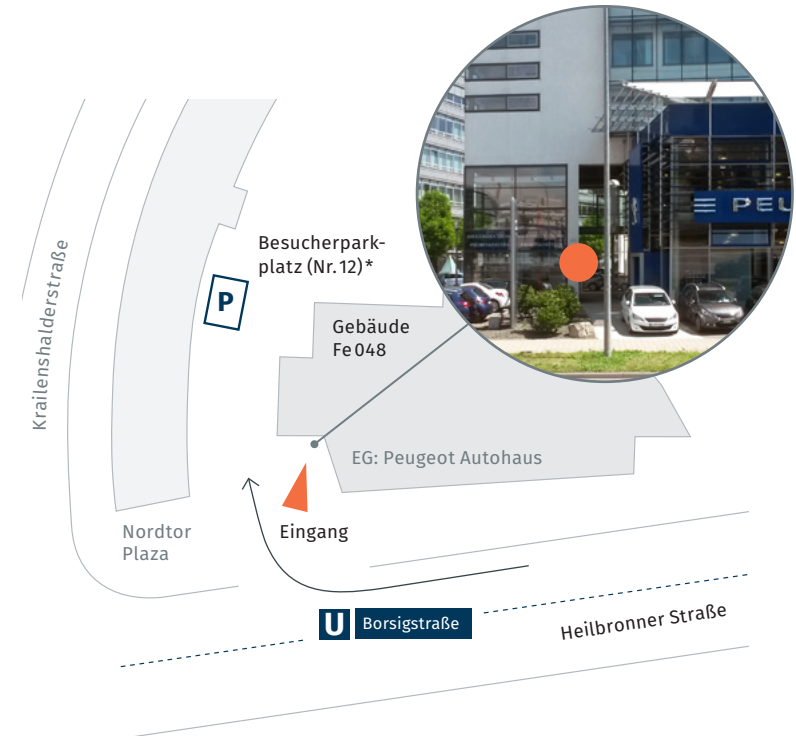 PEU
Besucherpark-
platz (Nr. 12)*
P
Krailenshalderstraße
Gebäude
Fe 048
EG: Peugeot Autohaus
Eingang
Nordtor
Plaza
U Borsigstraße
Heilbronner Straße